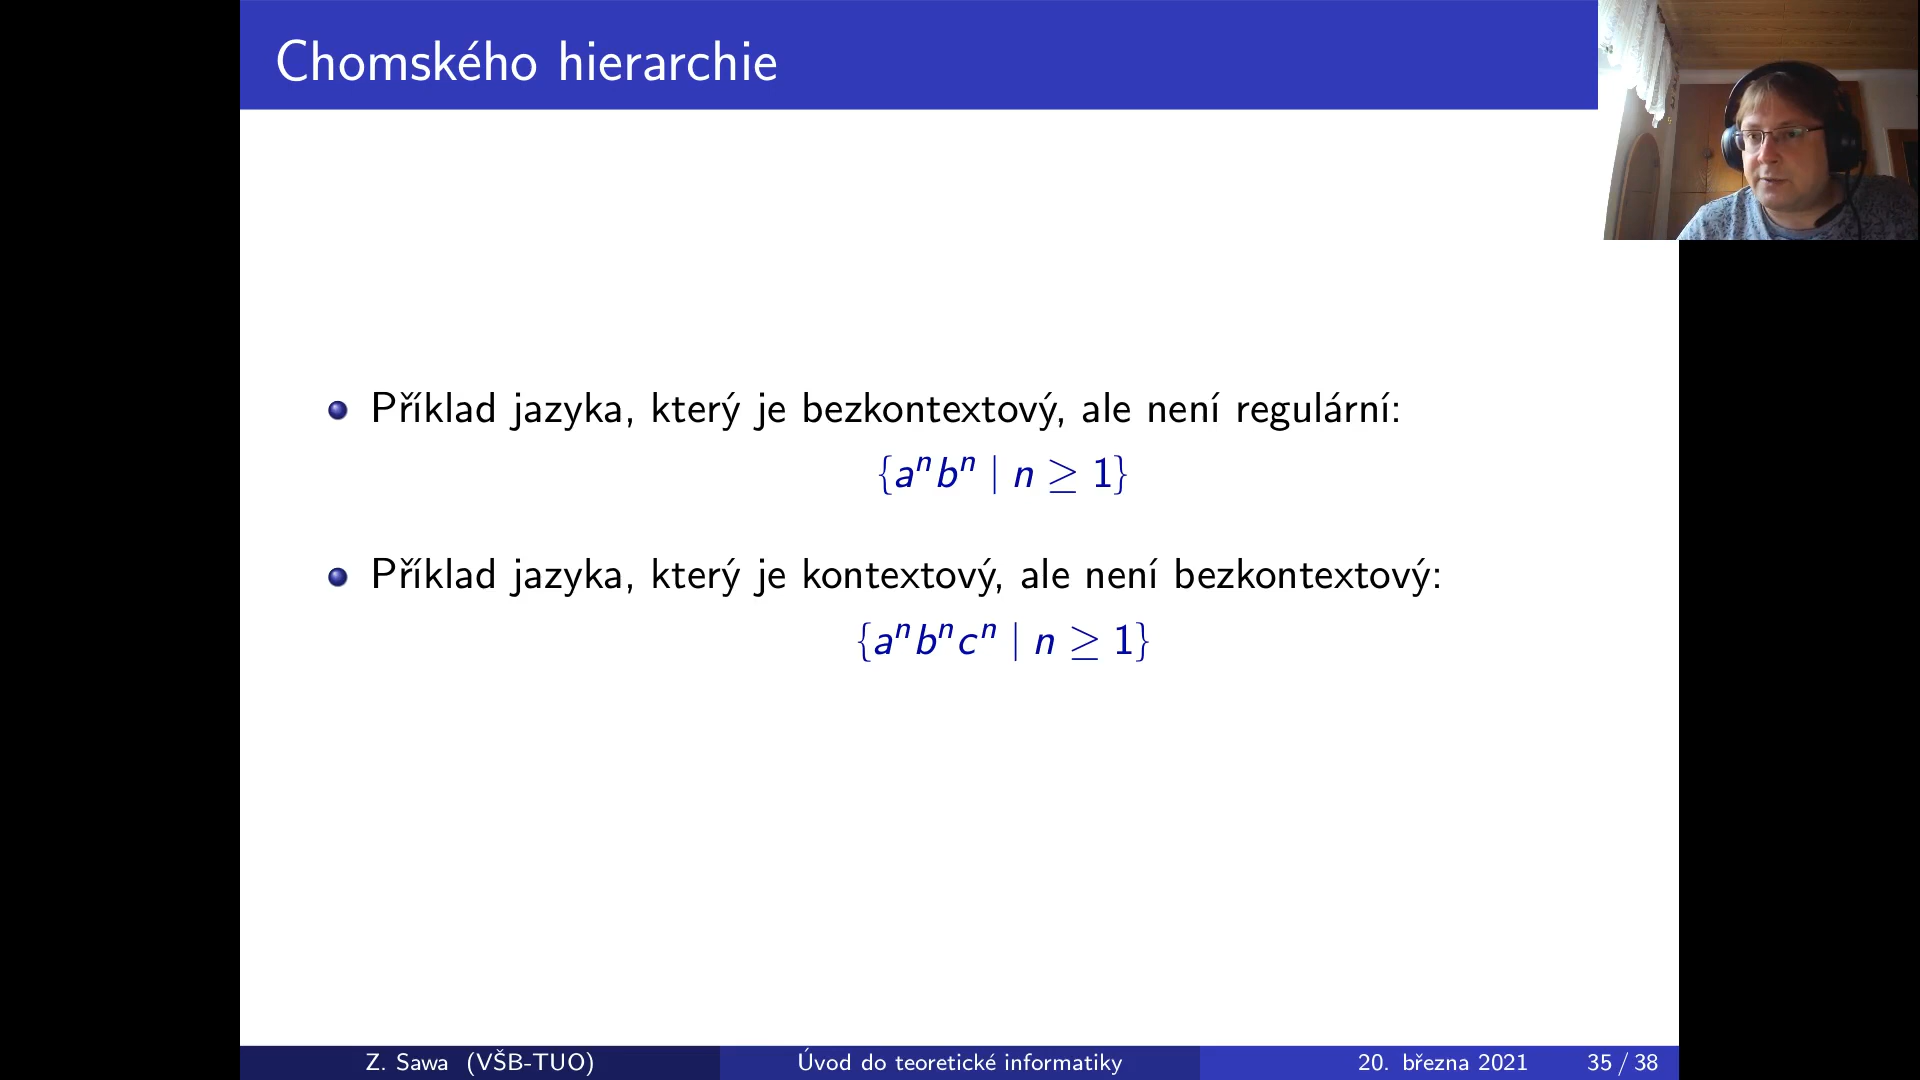 Chomského hierarchie
Příklad jazyka, který je bezkontextový, ale není regulární:
{aⁿbⁿ | n ≥ 1}
Příklad jazyka, který je kontextový, ale není bezkontextový:
{aⁿbⁿcⁿ | n ≥ 1}
Z. Sawa (VŠB-TUO) Úvod do teoretické informatiky 20. března 2021 35 / 38